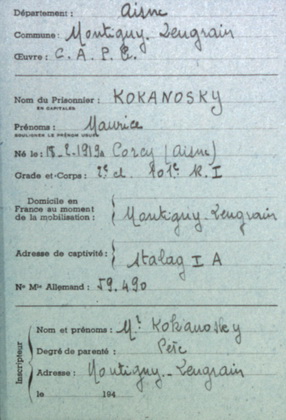 Département: Aisne
Commune: Montigny-Lengrain
Œuvre: C. A. P. G.
Nom du Prisonnier: KOKANOSKY
EN CAPITALES
Prénoms: Maurice
SOULIGNER LE PRÉNOM USUEL
Né le: 18.2.1912 à Corcy (Aisne)
Grade et Corps: 2e cl. 101e R.I
Domicile en
France au moment
de la mobilisation: Montigny-Lengrain
Adresse de captivité: Stalag I A
No Mle Allemand: 59.490
Nom et prénoms: Mr Kokanosky
Degré de parenté: Père
Adresse: Montigny-Lengrain
le 194
Inscripteur